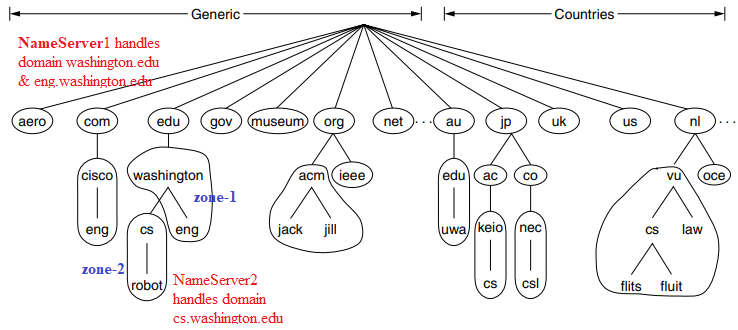 Generic
Countries
NameServer1 handles
domain washington.edu
& eng.washington.edu
aero
com
edu
gov
museum
org
net
...
au
jp
uk
us
nl
...
cisco
washington
acm
ieee
edu
ac
co
vu
oce
zone-1
eng
cs
eng
jack
jill
uwa
keio
nec
cs
law
zone-2
robot
cs
csl
flits
fluit
NameServer2
handles domain
cs.washington.edu